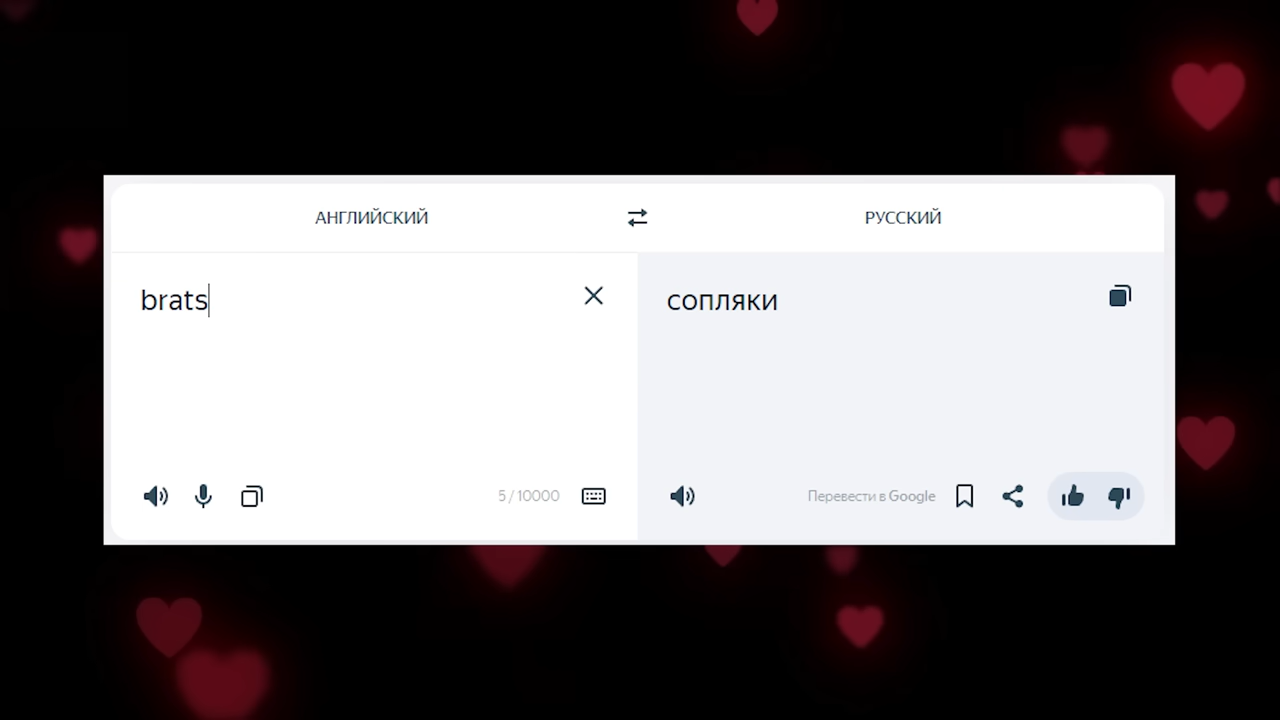 АНГЛИЙСКИЙ
РУССКИЙ
brats
сопляки
5 / 10000
Перевести в Google